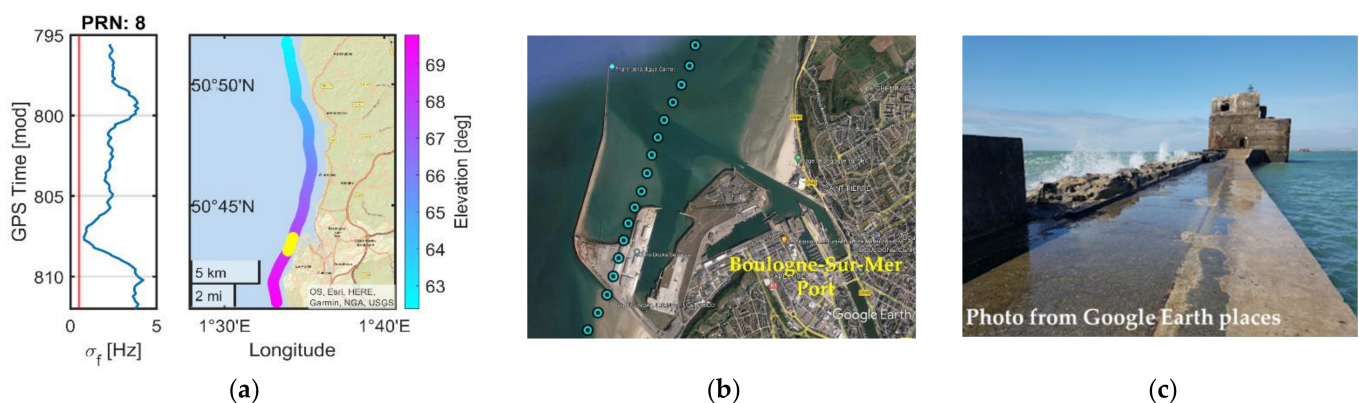 PRN: 8
795
800
805
810
GPS Time [mod]
0
5
σf [Hz]
50°50'N
50°45'N
5 km
2 mi
OS, Esri, HERE,
Garmin, NGA, USGS
1°30'E
1°40'E
Longitude
69
68
67
66
65
64
63
Elevation [deg]
(a)
Boulogne-Sur-Mer
Port
Google Earth
(b)
Photo from Google Earth places
(c)